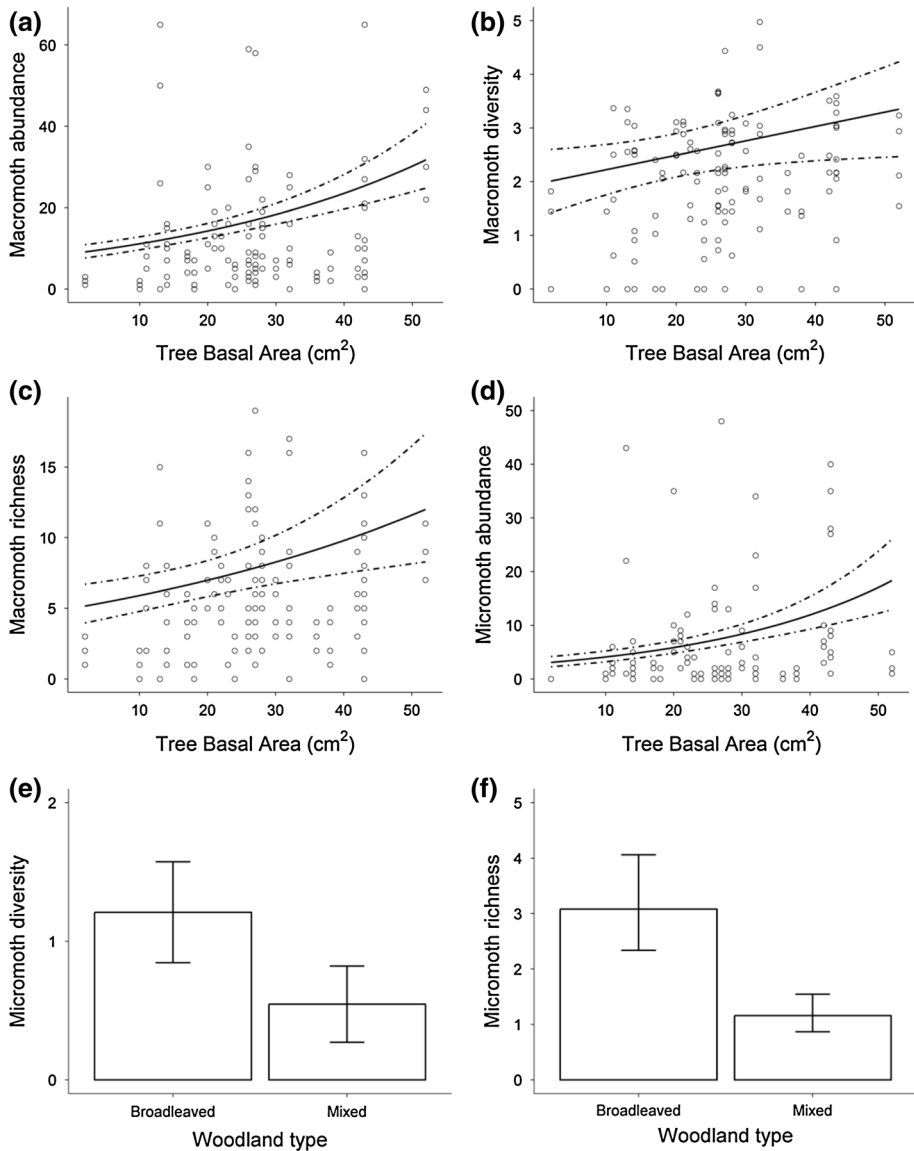 (a)
Macromoth abundance
60
40
20
0
10 20 30 40 50
Tree Basal Area (cm²)
(b)
Macromoth diversity
5
4
3
2
1
0
10 20 30 40 50
Tree Basal Area (cm²)
(c)
Macromoth richness
15
10
5
0
10 20 30 40 50
Tree Basal Area (cm²)
(d)
Micromoth abundance
50
40
30
20
10
0
10 20 30 40 50
Tree Basal Area (cm²)
(e)
Micromoth diversity
2
1
0
Broadleaved Mixed
Woodland type
(f)
Micromoth richness
5
4
3
2
1
0
Broadleaved Mixed
Woodland type